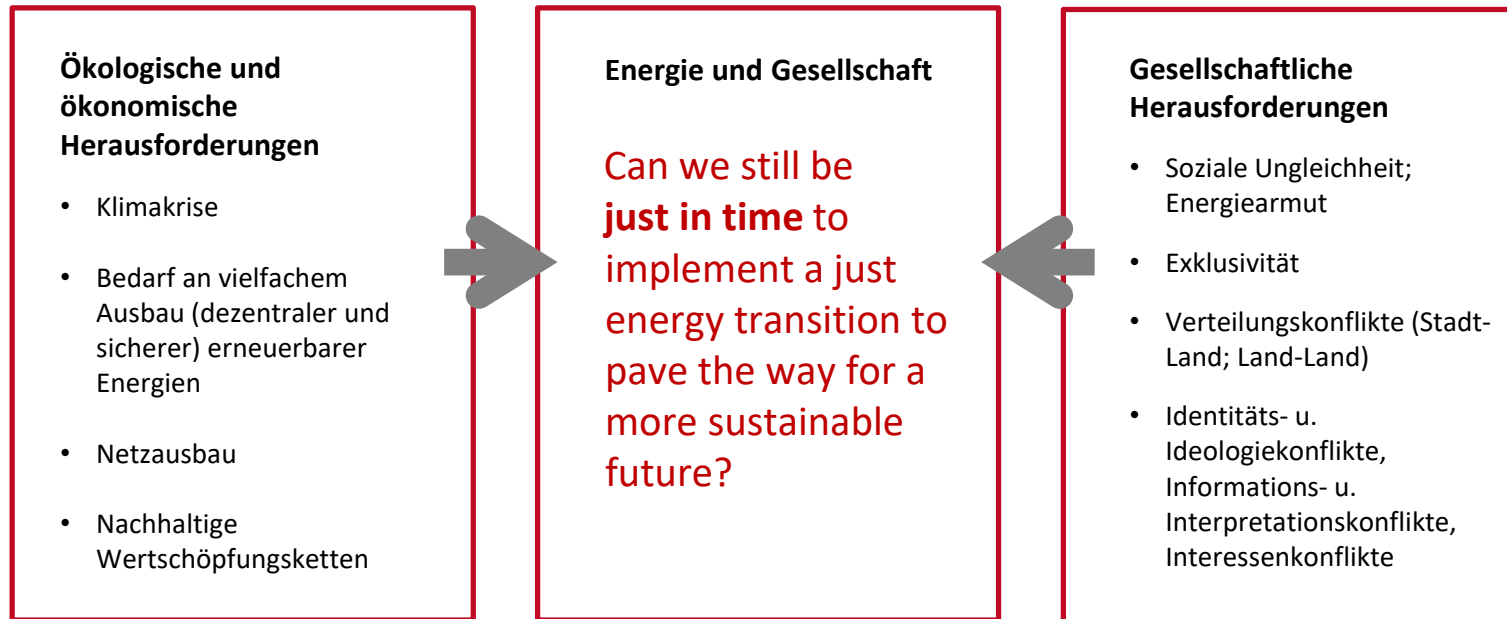 Ökologische und
ökonomische
Herausforderungen
• Klimakrise
• Bedarf an vielfachem
Ausbau (dezentraler und
sicherer) erneuerbarer
Energien
• Netzausbau
• Nachhaltige
Wertschöpfungsketten
Energie und Gesellschaft
Can we still be
just in time to
implement a just
energy transition to
pave the way for a
more sustainable
future?
Gesellschaftliche
Herausforderungen
• Soziale Ungleichheit;
Energiearmut
• Exklusivität
• Verteilungskonflikte (Stadt-
Land; Land-Land)
• Identitäts- u.
Ideologiekonflikte,
Informations- u.
Interpretationskonflikte,
Interessenkonflikte